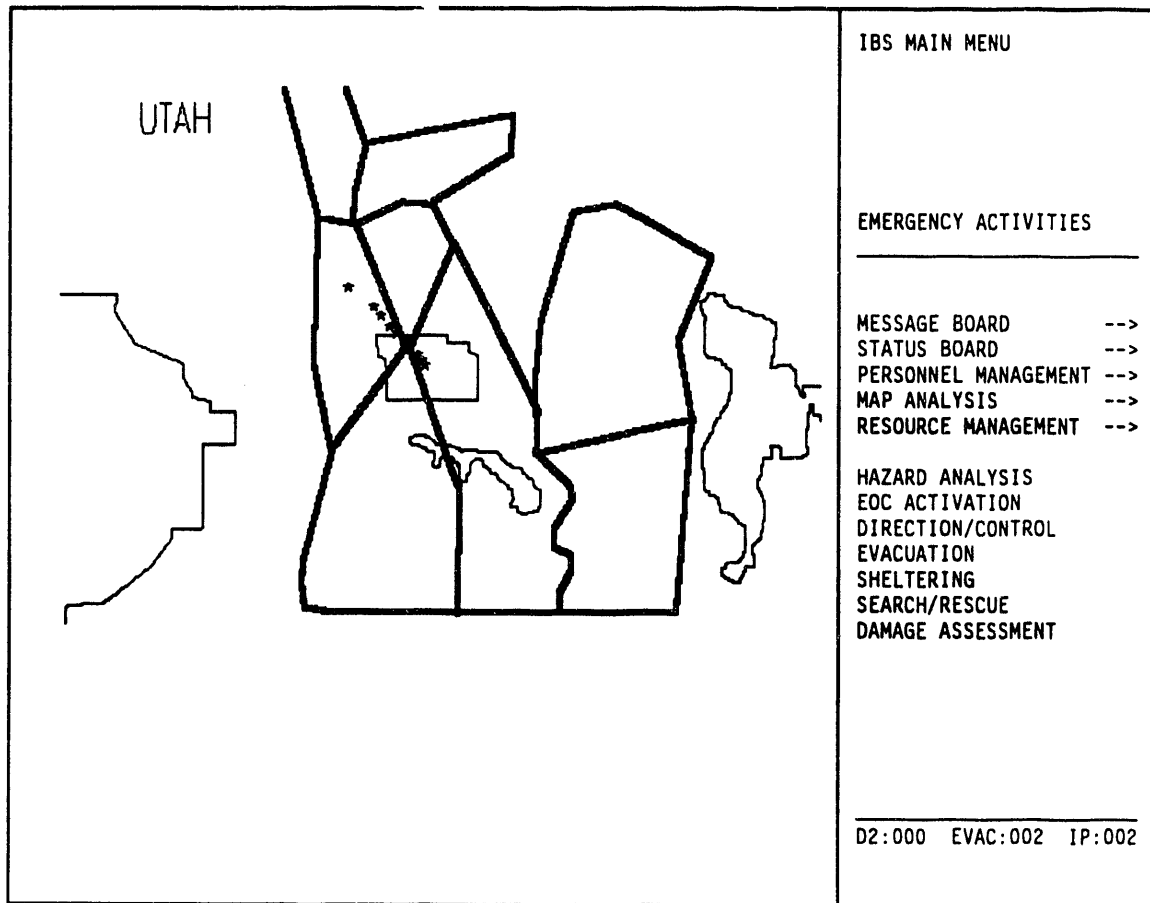 UTAH
IBS MAIN MENU
EMERGENCY ACTIVITIES
MESSAGE BOARD -->
STATUS BOARD -->
PERSONNEL MANAGEMENT -->
MAP ANALYSIS -->
RESOURCE MANAGEMENT -->
HAZARD ANALYSIS
EOC ACTIVATION
DIRECTION/CONTROL
EVACUATION
SHELTERING
SEARCH/RESCUE
DAMAGE ASSESSMENT
D2:000 EVAC:002 IP:002